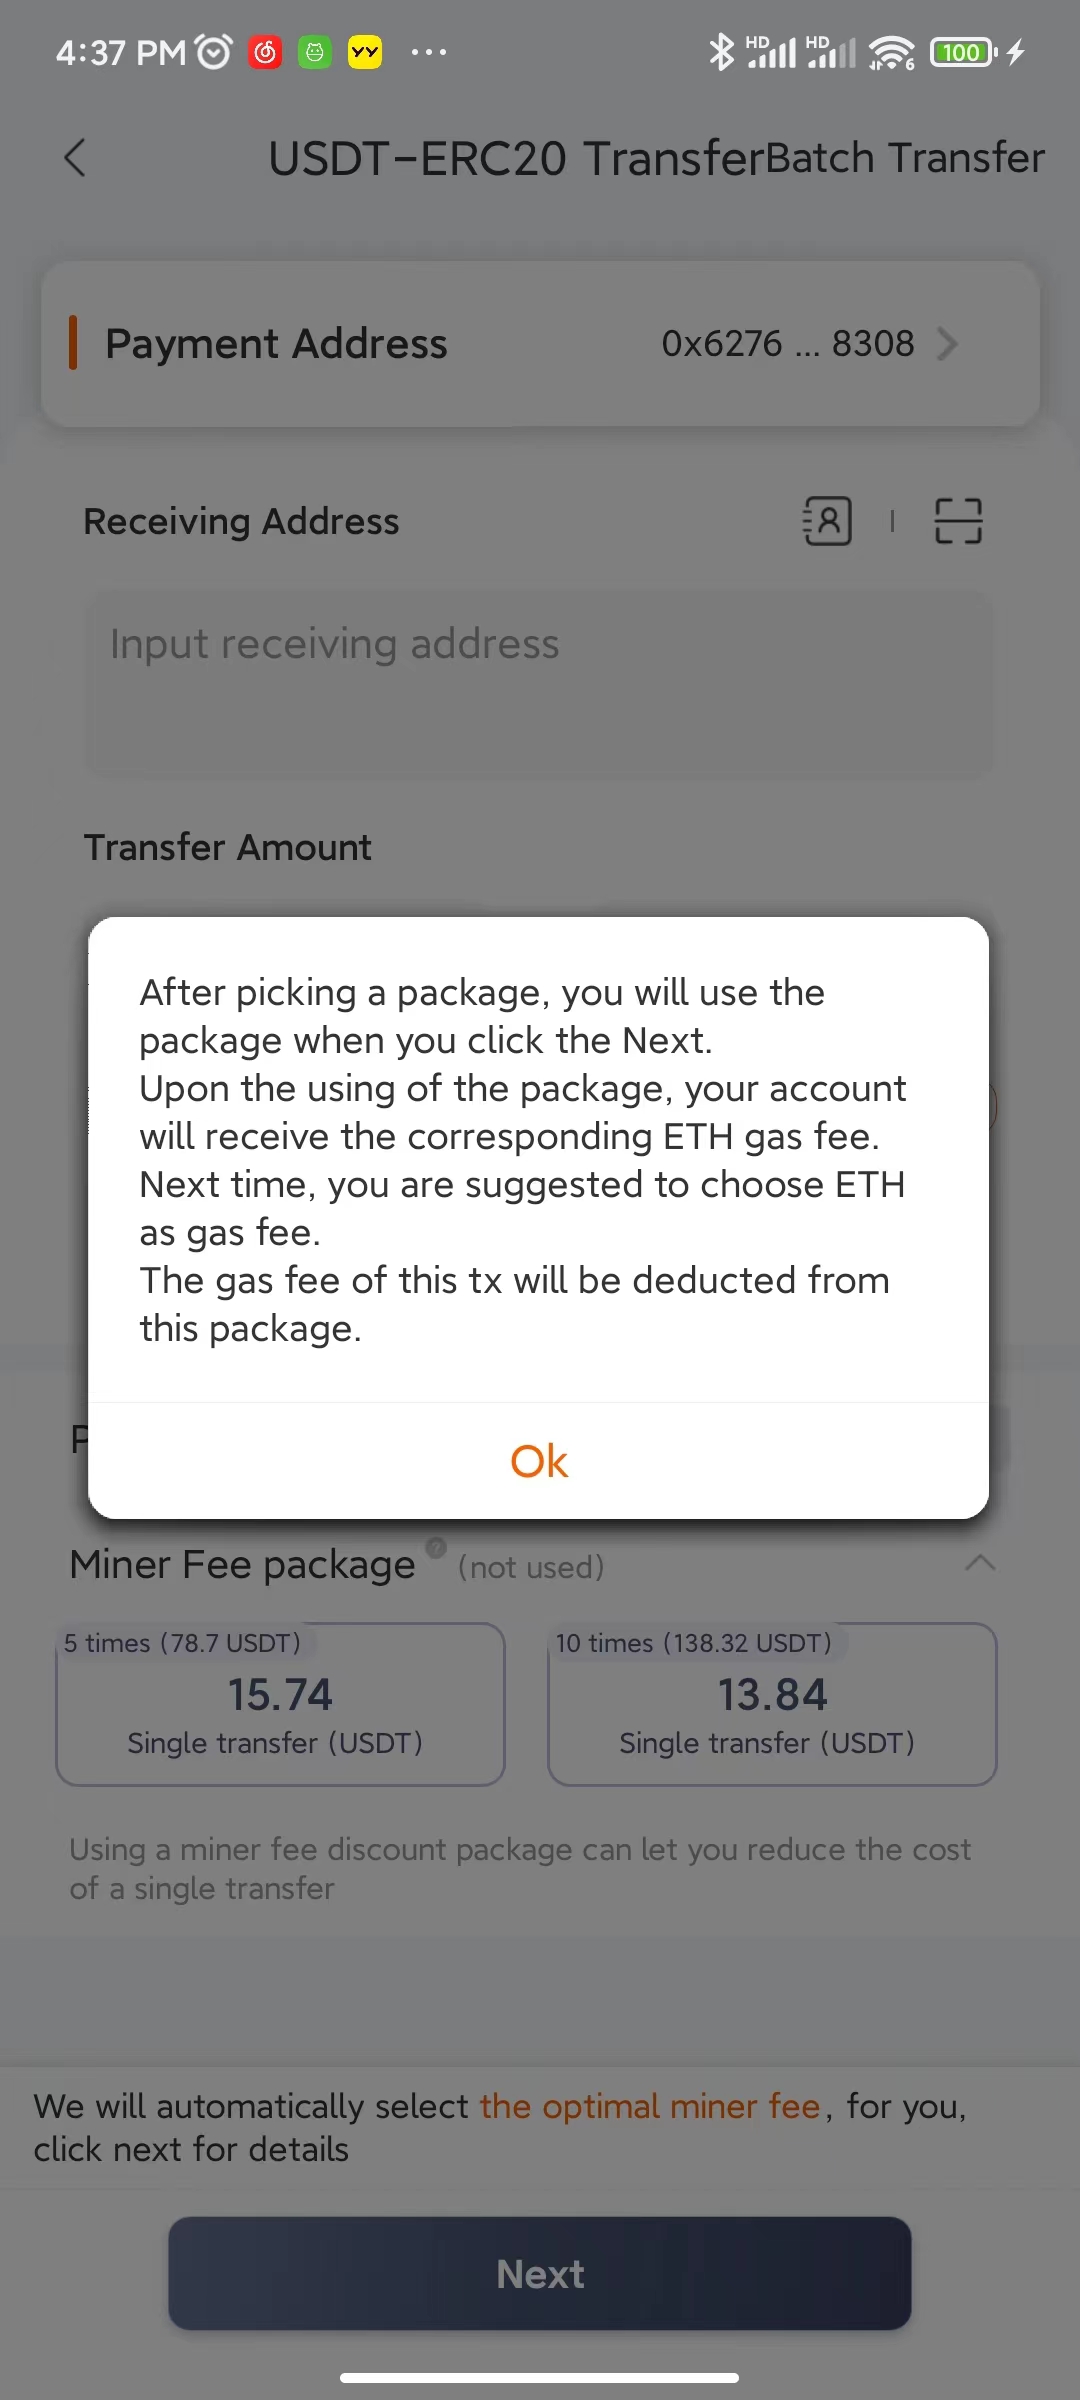 4:37 PM
HD HD 6 100
USDT-ERC20 Transfer Batch Transfer
Payment Address 0x6276 ... 8308
Receiving Address
Input receiving address
Transfer Amount
After picking a package, you will use the
package when you click the Next.
Upon the using of the package, your account
will receive the corresponding ETH gas fee.
Next time, you are suggested to choose ETH
as gas fee.
The gas fee of this tx will be deducted from
this package.
Ok
Miner Fee package ? (not used)
5 times (78.7 USDT) 10 times (138.32 USDT)
15.74 13.84
Single transfer (USDT) Single transfer (USDT)
Using a miner fee discount package can let you reduce the cost
of a single transfer
We will automatically select the optimal miner fee, for you,
click next for details
Next